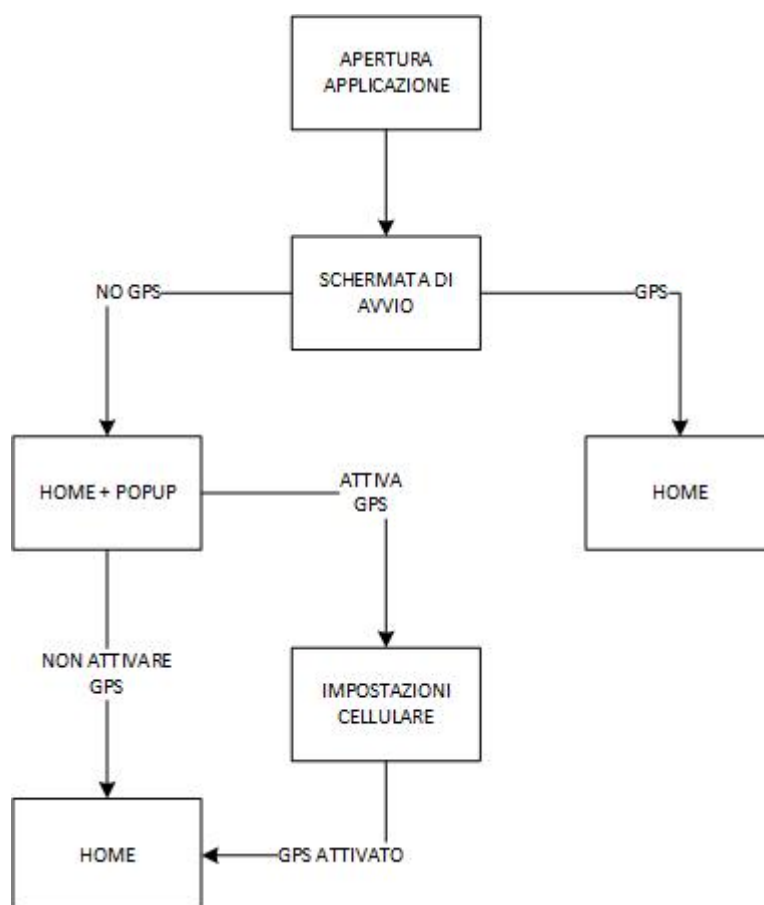 APERTURA
APPLICAZIONE
SCHERMATA DI
AVVIO
NO GPS
GPS
HOME + POPUP
ATTIVA
GPS
HOME
NON ATTIVARE
GPS
IMPOSTAZIONI
CELLULARE
HOME
GPS ATTIVATO